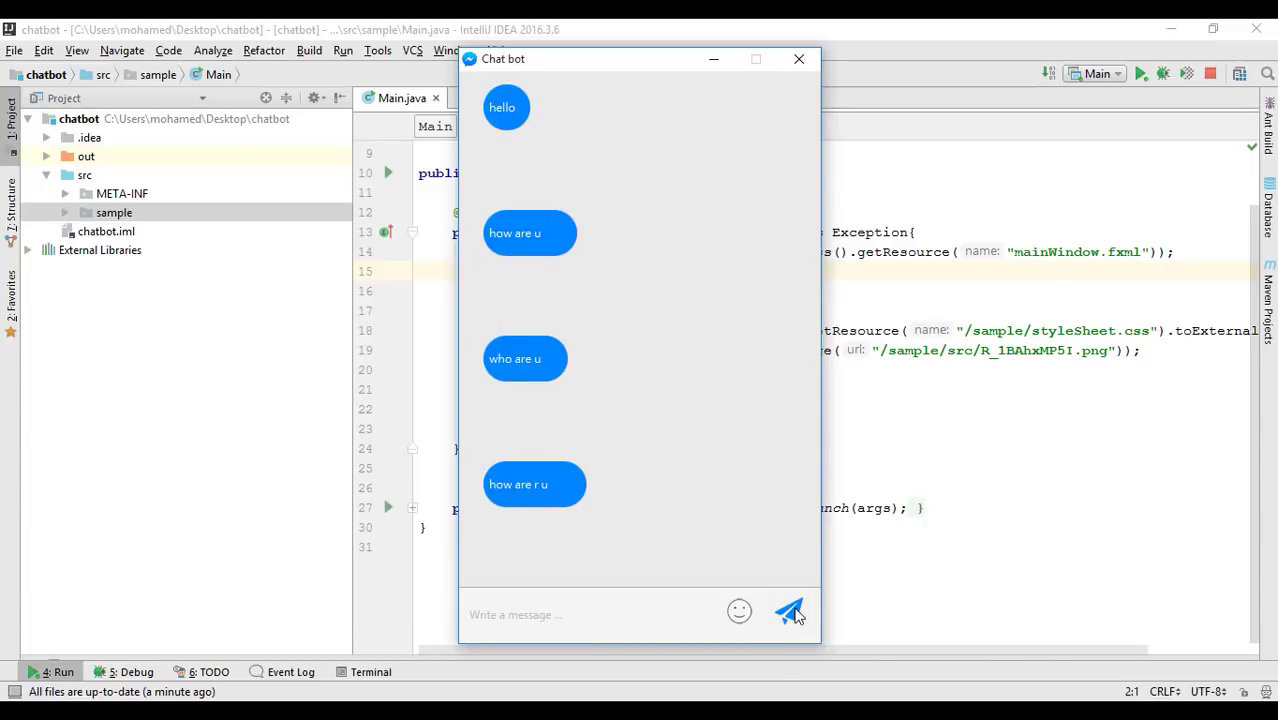 chatbot - [C:\Users\mohamed\Desktop\chatbot] - [chatbot] - ...\src\sample\Main.java - IntelliJ IDEA 2016.3.6
File Edit View Navigate Code Analyze Refactor Build Run Tools VCS
chatbot src sample Main
Main
Project
Main.java
chatbot C:\Users\mohamed\Desktop\chatbot
.idea
out
src
META-INF
sample
chatbot.iml
External Libraries
1: Project
7: Structure
2: Favorites
Main
9
10 publi
11
12
13 Exception{
14 ss().getResource( name: "mainWindow.fxml"));
15
16
17
18 etResource( name: "/sample/styleSheet.css").toExternal
19 e( url: "/sample/src/R_1BAhxMP5I.png"));
20
21
22
23
24 }
25
26
27 unch(args); }
30 }
31
Chat bot
hello
how are u
who are u
how are r u
Write a message ...
Ant Build
Database
Maven Projects
4: Run 5: Debug 6: TODO Event Log Terminal
All files are up-to-date (a minute ago) 2:1 CRLF UTF-8